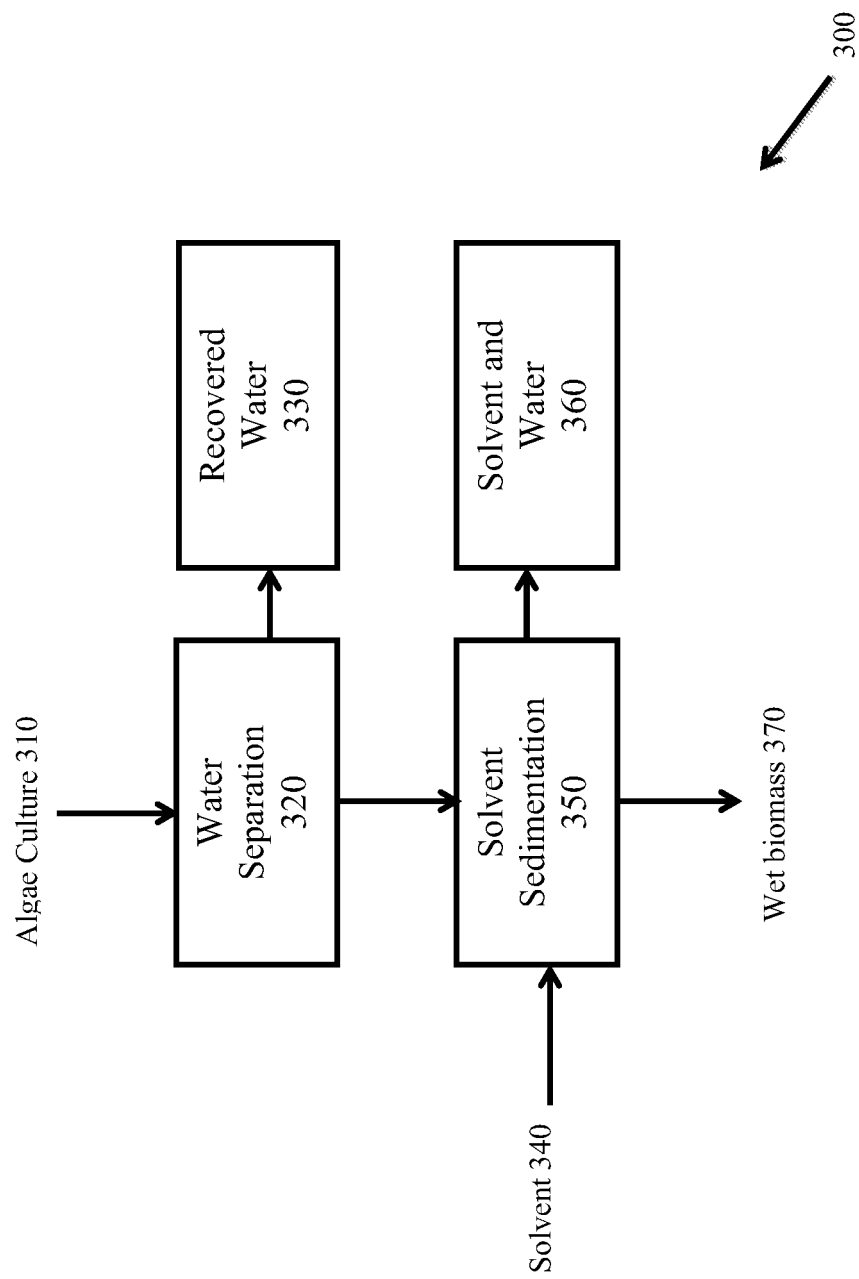 Algae Culture 310
Water
Separation
320
Recovered
Water
330
Solvent 340
Solvent
Sedimentation
350
Solvent and
Water
360
Wet biomass 370
300